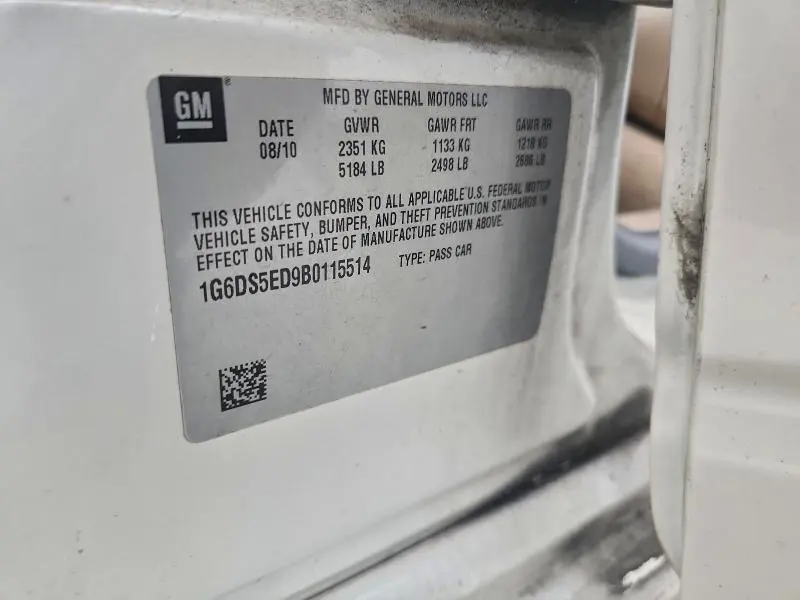 GM ®
MFD BY GENERAL MOTORS LLC
DATE GVWR GAWR FRT GAWR RR
08/10 2351 KG 1133 KG 1218 KG
5184 LB 2498 LB 2686 LB
THIS VEHICLE CONFORMS TO ALL APPLICABLE U.S. FEDERAL MOTOR
VEHICLE SAFETY, BUMPER, AND THEFT PREVENTION STANDARDS IN
EFFECT ON THE DATE OF MANUFACTURE SHOWN ABOVE.
1G6DS5ED9B0115514 TYPE: PASS CAR